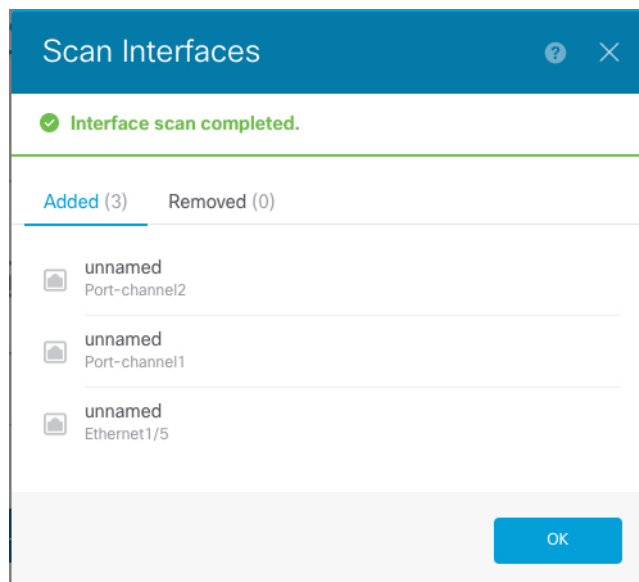 Scan Interfaces
Interface scan completed.
Added (3) Removed (0)
unnamed
Port-channel2
unnamed
Port-channel1
unnamed
Ethernet1/5
OK